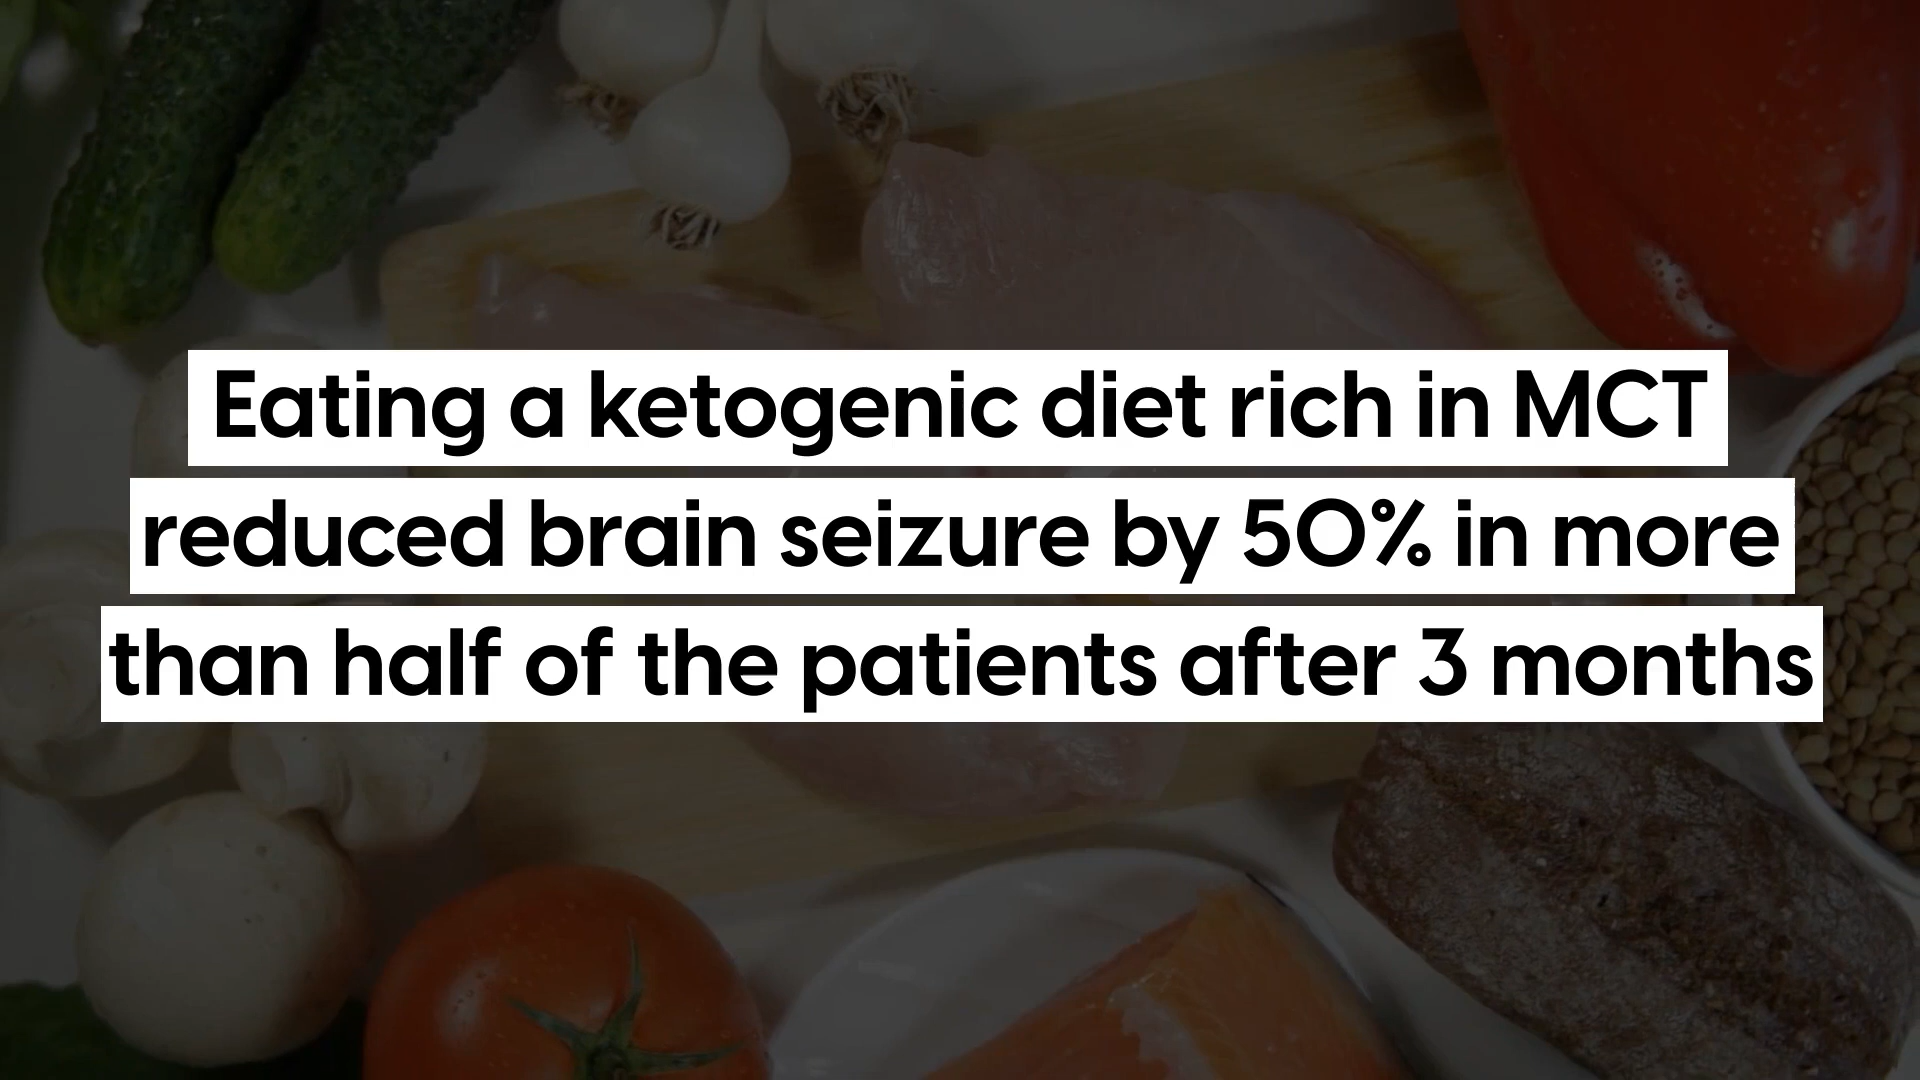 Eating a ketogenic diet rich in MCT
reduced brain seizure by 50% in more
than half of the patients after 3 months